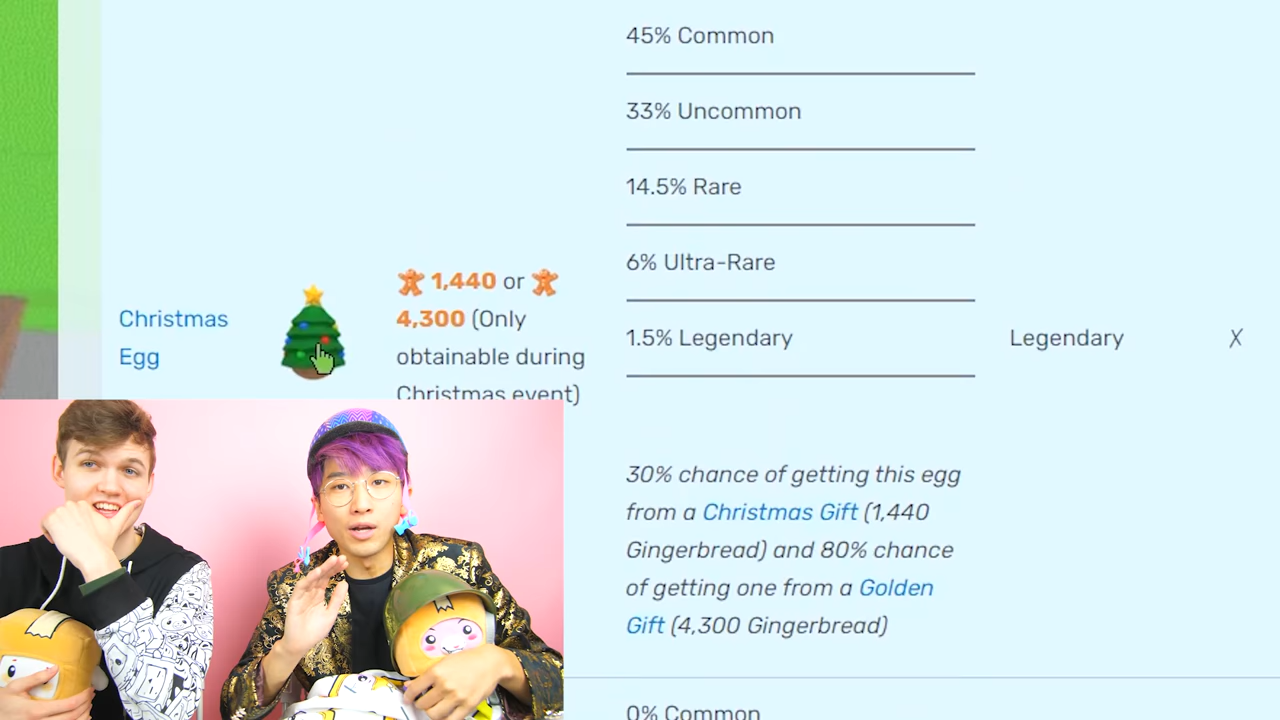 45% Common
33% Uncommon
14.5% Rare
6% Ultra-Rare
Christmas
Egg
1,440 or
4,300 (Only
obtainable during
Christmas event)
1.5% Legendary
Legendary
X
30% chance of getting this egg
from a Christmas Gift (1,440
Gingerbread) and 80% chance
of getting one from a Golden
Gift (4,300 Gingerbread)
0% Common